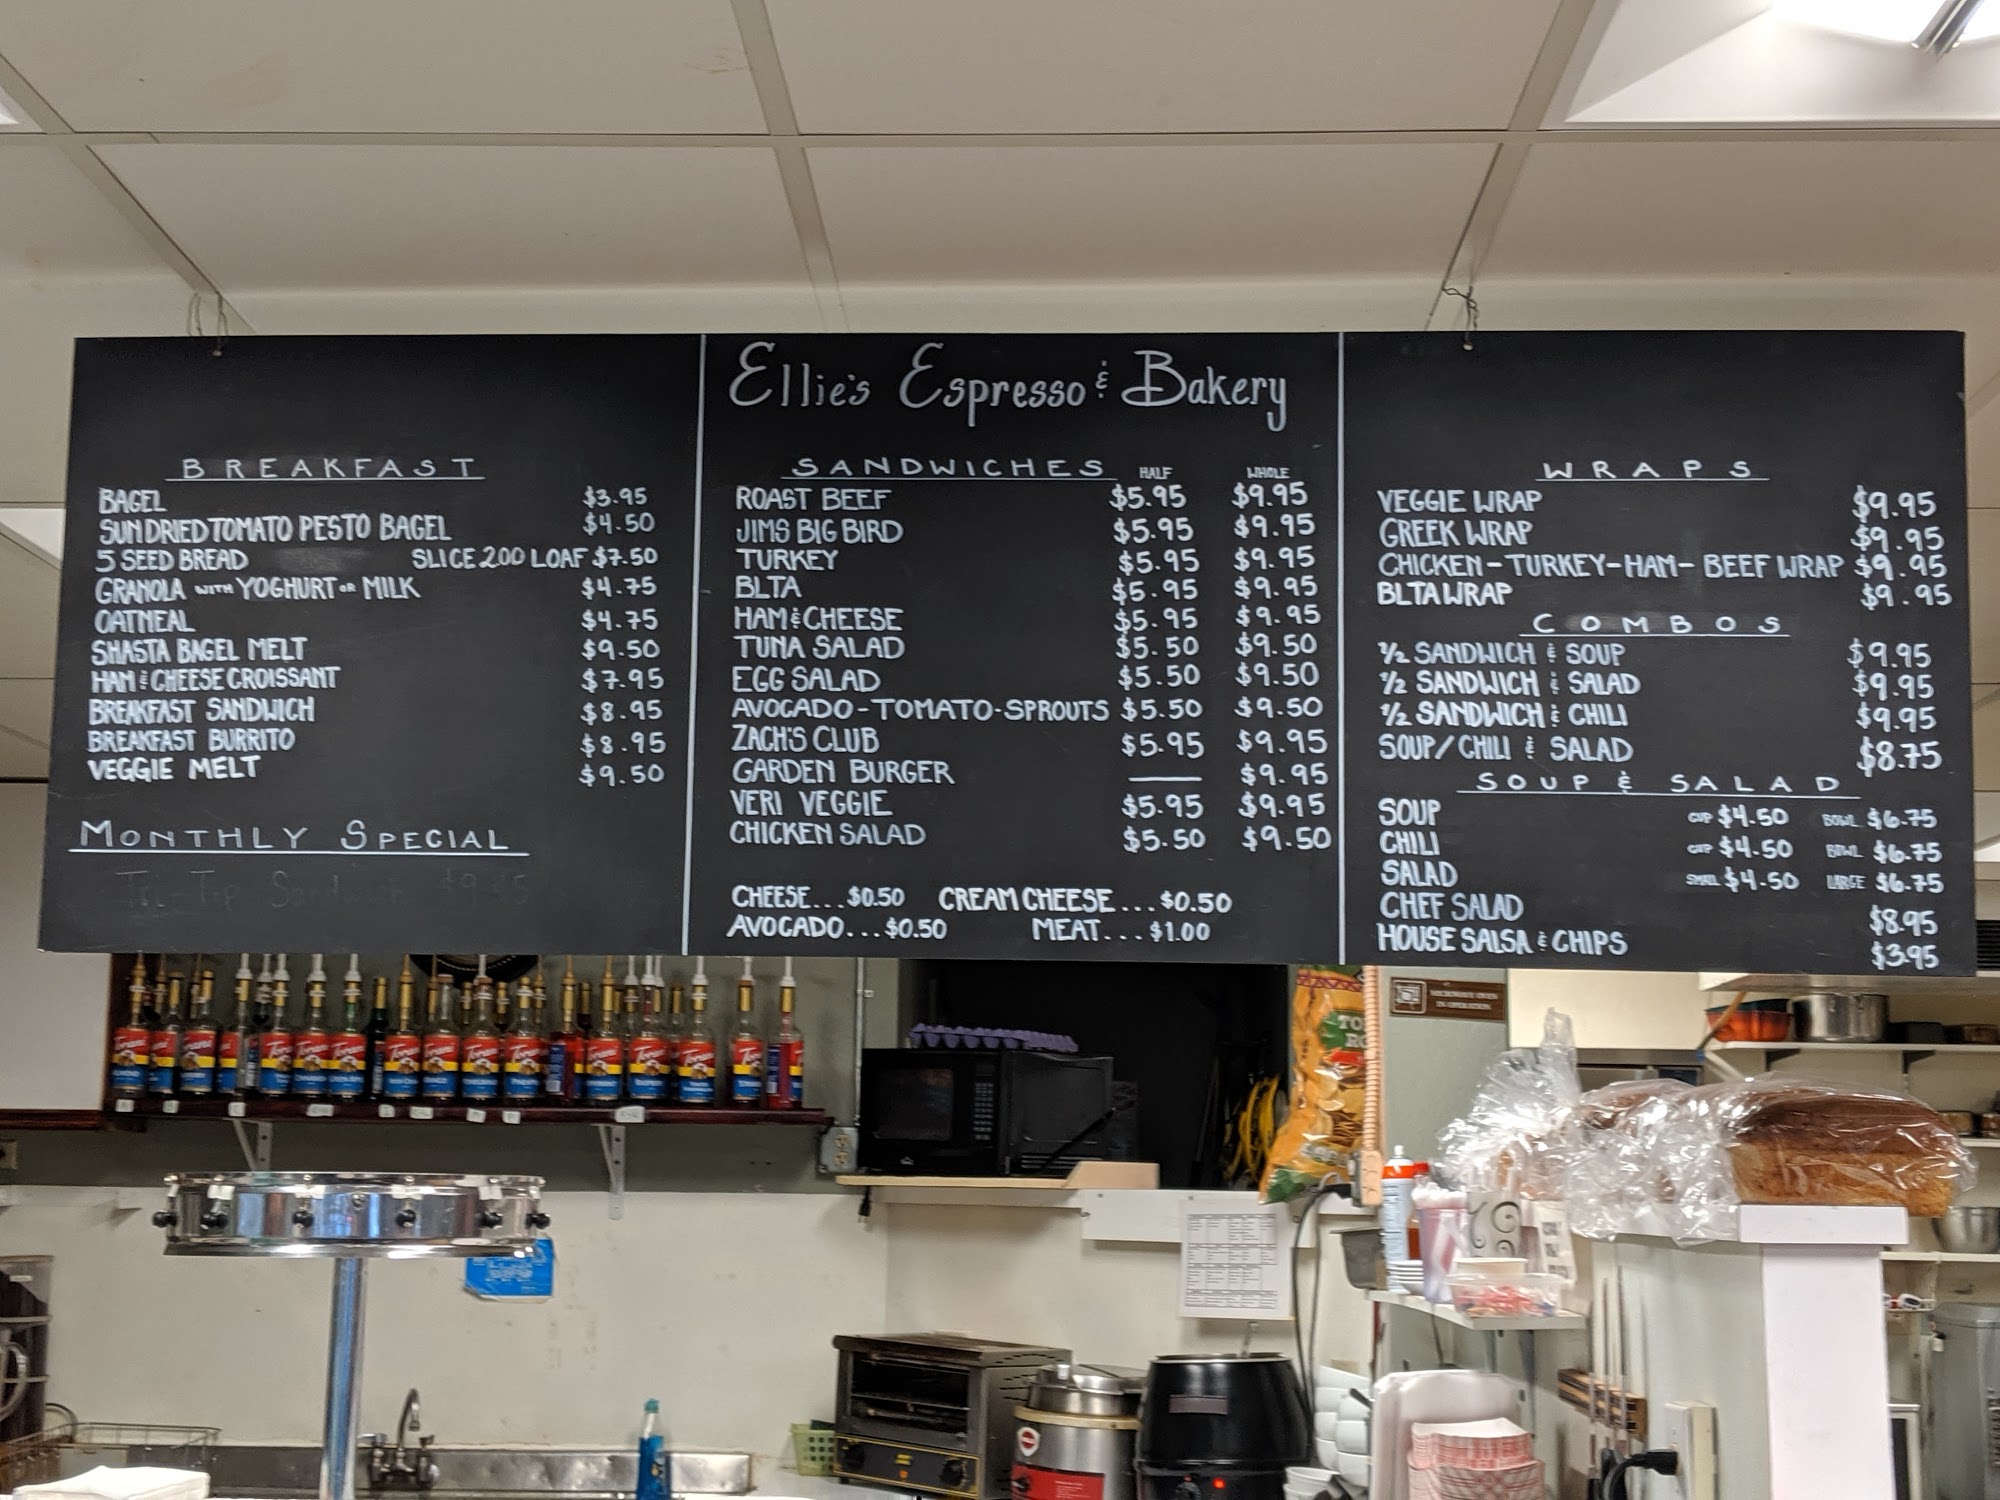 Ellie's Espresso & Bakery
BREAKFAST
BAGEL $3.95
SUNDRIED TOMATO PESTO BAGEL $4.50
5 SEED BREAD SLICE 2.00 LOAF $7.50
GRANOLA WITH YOGHURT OR MILK $4.75
OATMEAL $4.75
SHASTA BAGEL MELT $9.50
HAM & CHEESE CROISSANT $7.95
BREAKFAST SANDWICH $8.95
BREAKFAST BURRITO $8.95
VEGGIE MELT $9.50
MONTHLY SPECIAL
Tri-Tip Sandwich
SANDWICHES HALF WHOLE
ROAST BEEF $5.95 $9.95
JIMS BIG BIRD $5.95 $9.95
TURKEY $5.95 $9.95
BLTA $5.95 $9.95
HAM & CHEESE $5.95 $9.95
TUNA SALAD $5.50 $9.50
EGG SALAD $5.50 $9.50
AVOCADO-TOMATO-SPROUTS $5.50 $9.50
ZACH'S CLUB $5.95 $9.95
GARDEN BURGER $9.95
VERI VEGGIE $5.95 $9.95
CHICKEN SALAD $5.50 $9.50
CHEESE...$0.50 CREAM CHEESE...$0.50
AVOCADO...$0.50 MEAT...$1.00
WRAPS
VEGGIE WRAP $9.95
GREEK WRAP $9.95
CHICKEN-TURKEY-HAM-BEEF WRAP $9.95
BLTA WRAP $9.95
COMBOS
1/2 SANDWICH & SOUP $9.95
1/2 SANDWICH & SALAD $9.95
1/2 SANDWICH & CHILI $9.95
SOUP/CHILI & SALAD $8.75
SOUP & SALAD
SOUP CUP $4.50 BOWL $6.75
CHILI CUP $4.50 BOWL $6.75
SALAD SMALL $4.50 LARGE $6.75
CHEF SALAD $8.95
HOUSE SALSA & CHIPS $3.95
MICROWAVE OVEN
IN OPERATION